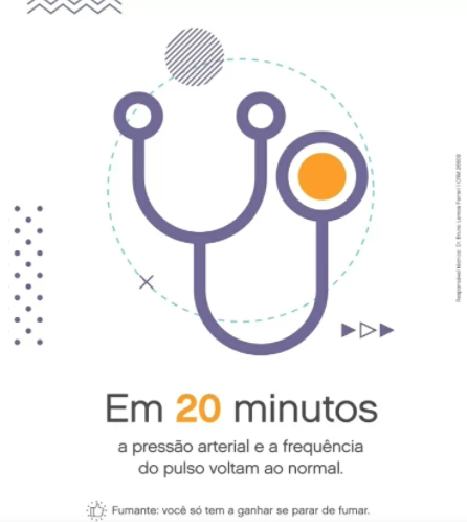 Em 20 minutos
a pressão arterial e a frequência
do pulso voltam ao normal.
Fumante: você só tem a ganhar se parar de fumar.